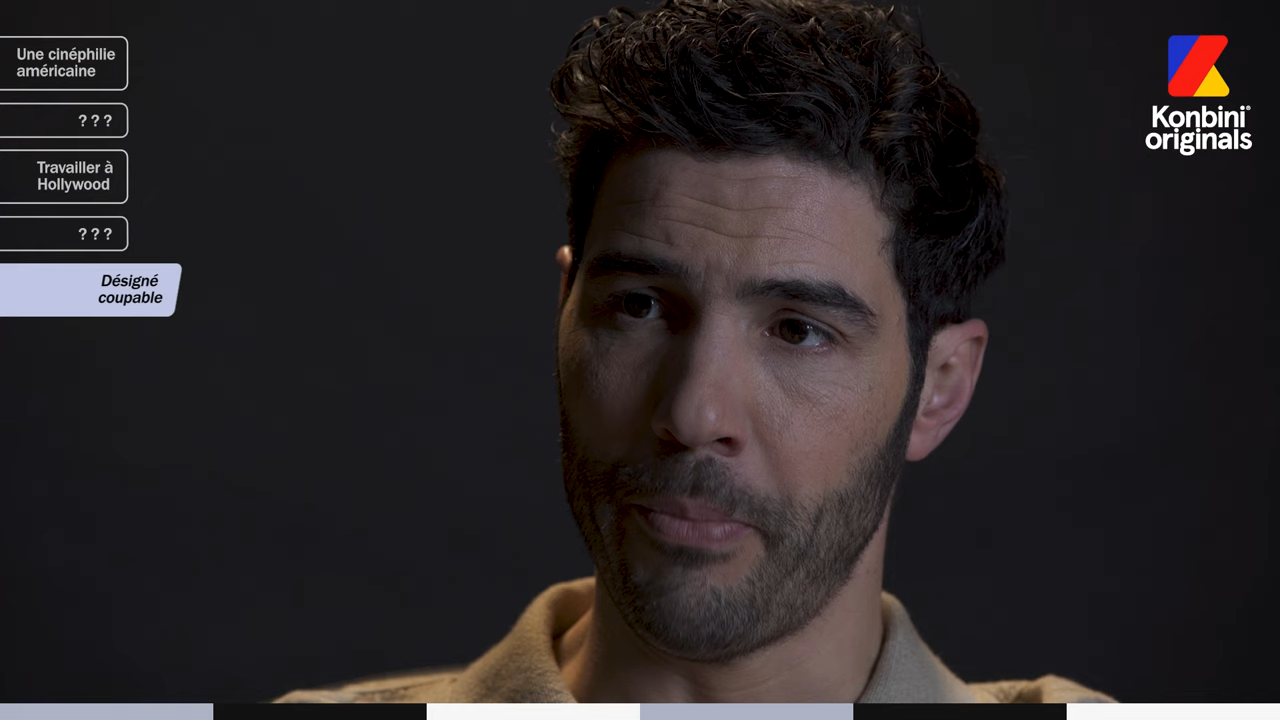 Une cinéphilie
américaine
? ? ?
Travailler à
Hollywood
? ? ?
Désigné
coupable
Konbini
originals